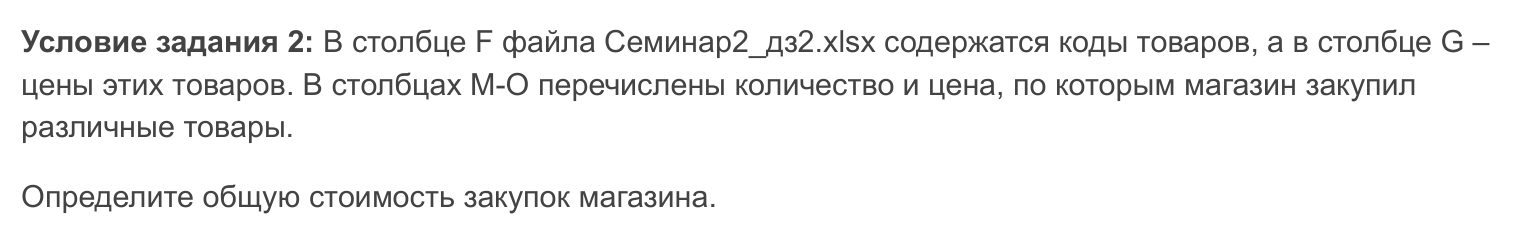 Условие задания 2: В столбце F файла Семинар2_дз2.xlsx содержатся коды товаров, а в столбце G –
цены этих товаров. В столбцах M-O перечислены количество и цена, по которым магазин закупил
различные товары.
Определите общую стоимость закупок магазина.